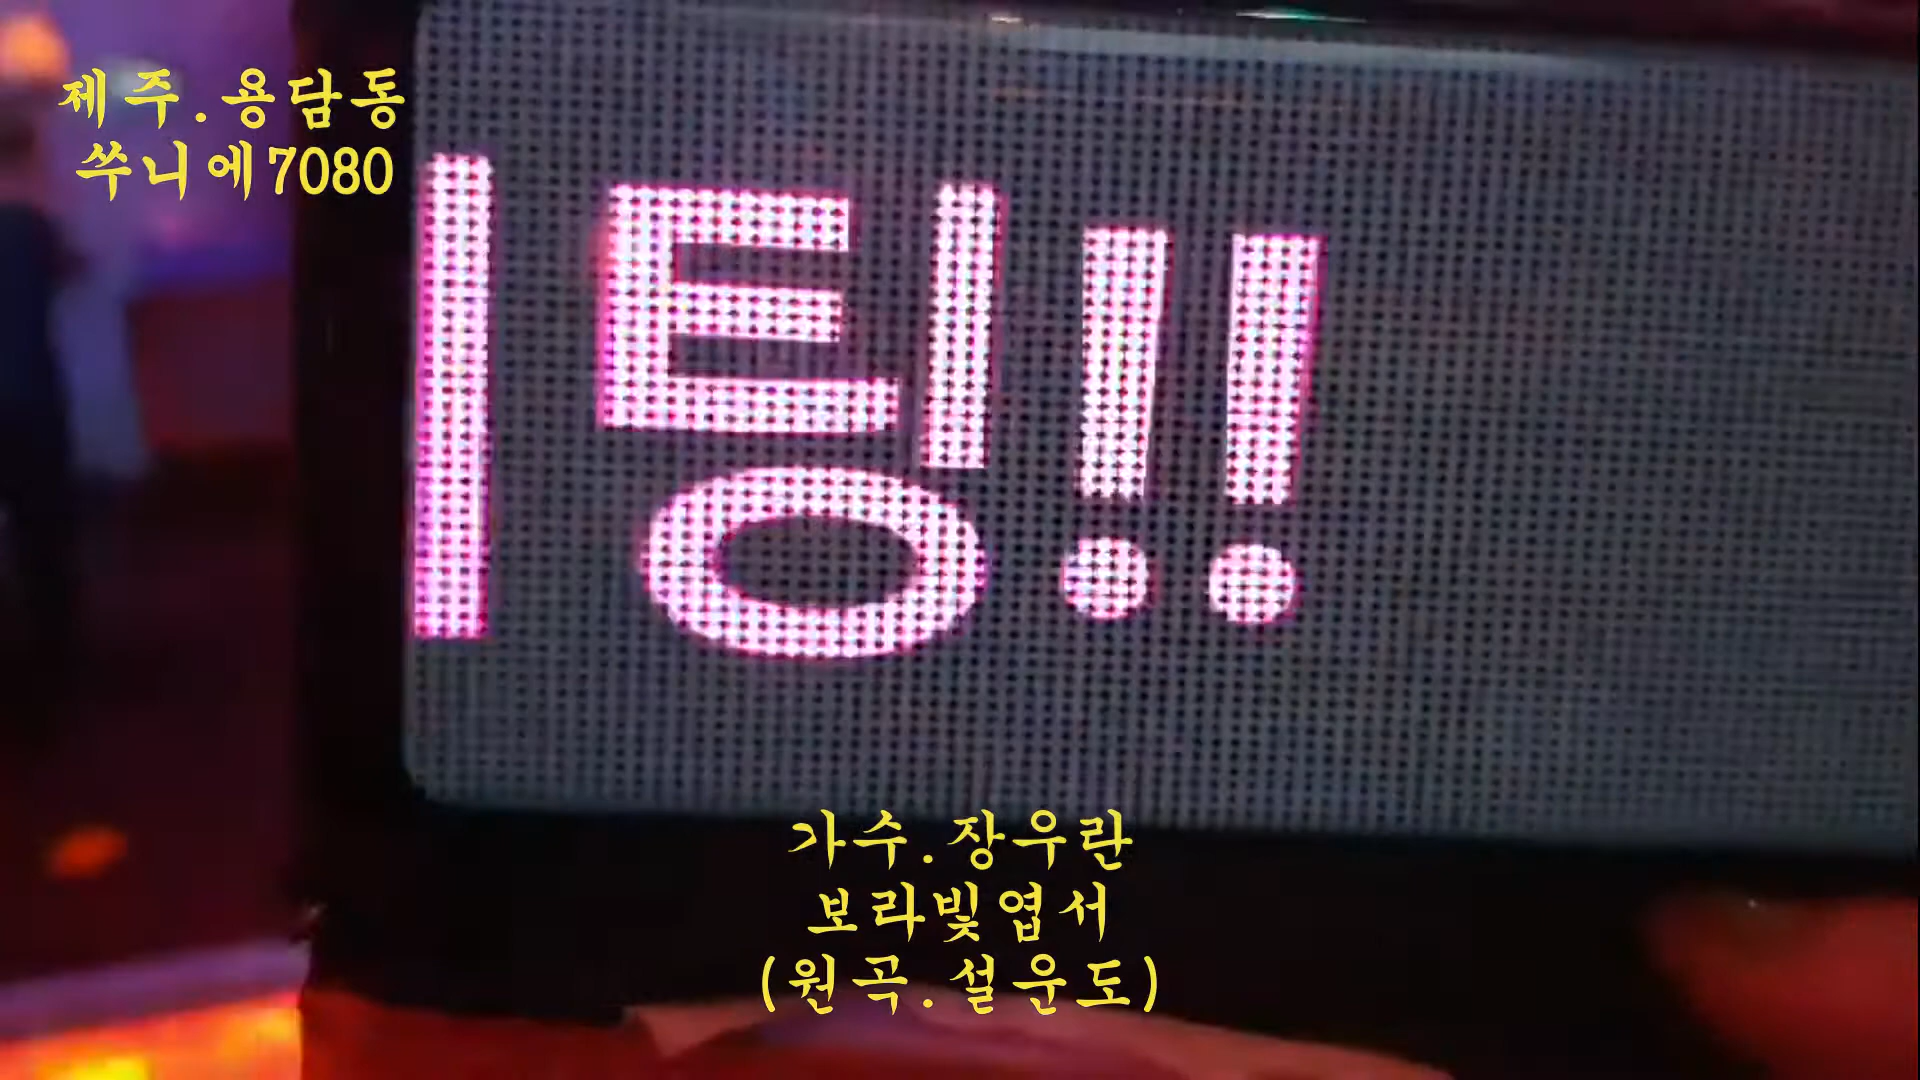 제주.용담동
쑤니에7080
팅!!
가수.장우란
보라빛엽서
(원곡.설운도)